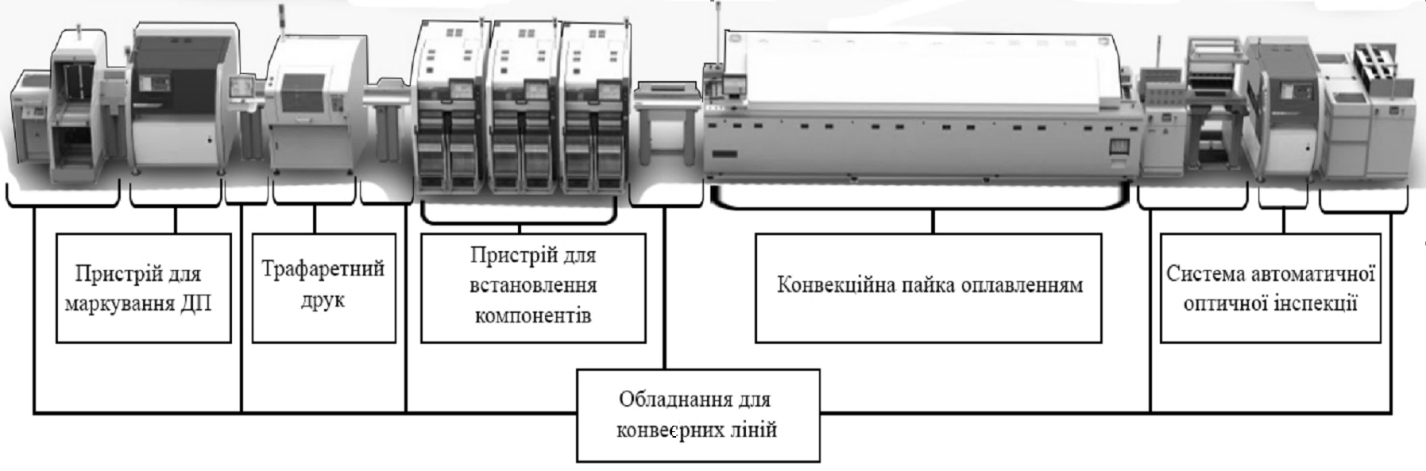 Пристрій для
маркування ДП
Трафаретний
друк
Пристрій для
встановлення
компонентів
Конвекційна пайка оплавленням
Система автоматичної
оптичної інспекції
Обладнання для
конвеєрних ліній